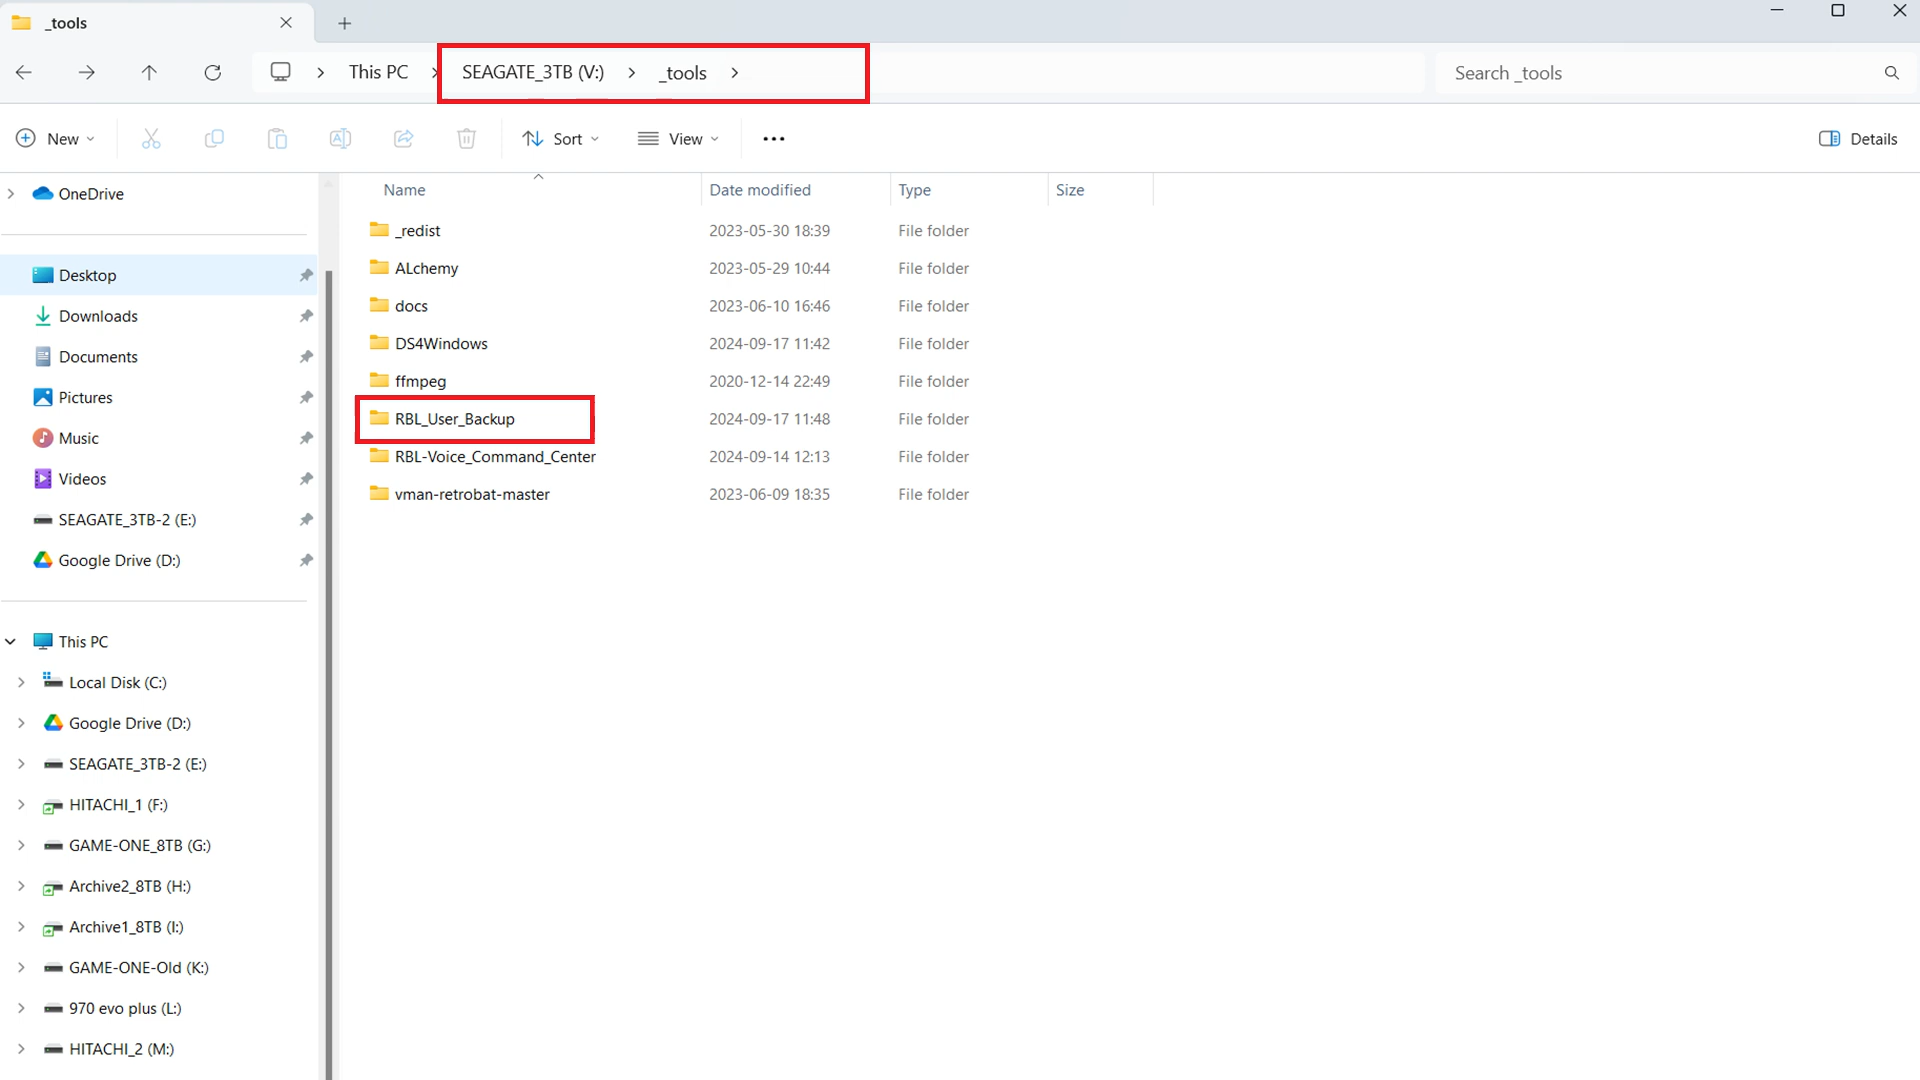 _tools
This PC
SEAGATE_3TB (V:)
_tools
Search _tools
New
Sort
View
Details
OneDrive
Desktop
Downloads
Documents
Pictures
Music
Videos
SEAGATE_3TB-2 (E:)
Google Drive (D:)
This PC
Local Disk (C:)
Google Drive (D:)
SEAGATE_3TB-2 (E:)
HITACHI_1 (F:)
GAME-ONE_8TB (G:)
Archive2_8TB (H:)
Archive1_8TB (I:)
GAME-ONE-Old (K:)
970 evo plus (L:)
HITACHI_2 (M:)
Name Date modified Type Size
_redist 2023-05-30 18:39 File folder
ALchemy 2023-05-29 10:44 File folder
docs 2023-06-10 16:46 File folder
DS4Windows 2024-09-17 11:42 File folder
ffmpeg 2020-12-14 22:49 File folder
RBL_User_Backup 2024-09-17 11:48 File folder
RBL-Voice_Command_Center 2024-09-14 12:13 File folder
vman-retrobat-master 2023-06-09 18:35 File folder